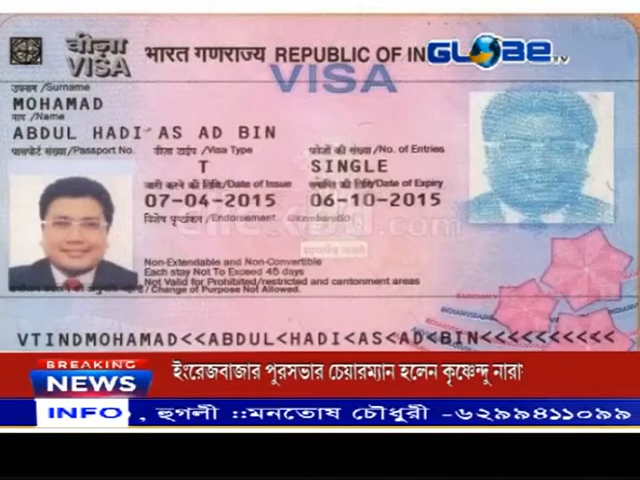 वीज़ा
VISA
भारत गणराज्य REPUBLIC OF IN
GLOBE TV
VISA
उपनाम /Surname
MOHAMAD
नाम /Name
ABDUL HADI AS AD BIN
पासपोर्ट संख्या/Passport No. वीज़ा टाईप /Visa Type प्रवेशों की संख्या /No. of Entries
T SINGLE
जारी करने की तिथि/Date of Issue समाप्ति की तिथि/Date of Expiry
07-04-2015 06-10-2015
विशेष पृष्ठांकन /Endorsement
Non-Extendable and Non-Convertible
Each stay Not To Exceed 45 days
Not Valid for Prohibited/restricted and cantonment areas
/ Change of Purpose Not Allowed.
VTINDMOHAMAD<<ABDUL<HADI<AS<AD<BIN<<<<<<<<<<
BREAKING
NEWS
ইংরেজবাজার পুরসভার চেয়ারম্যান হলেন কৃষ্ণেন্দু নারা
INFO , হুগলী ::মনতোষ চৌধুরী -৬২৯৯৪১১০৯৯